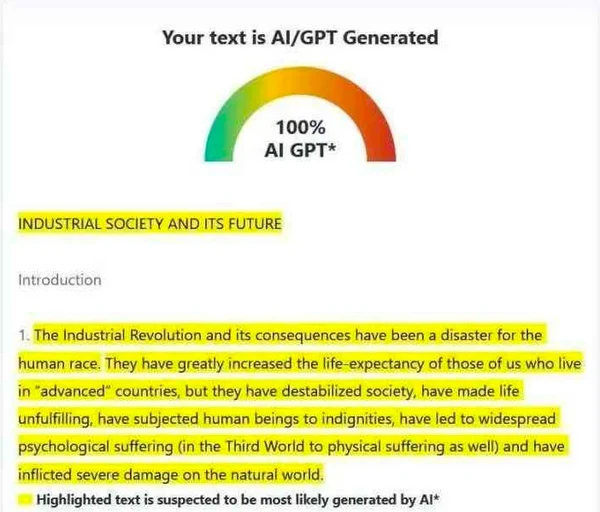 Your text is AI/GPT Generated
100%
AI GPT*
INDUSTRIAL SOCIETY AND ITS FUTURE
Introduction
1. The Industrial Revolution and its consequences have been a disaster for the
human race. They have greatly increased the life-expectancy of those of us who live
in "advanced" countries, but they have destabilized society, have made life
unfulfilling, have subjected human beings to indignities, have led to widespread
psychological suffering (in the Third World to physical suffering as well) and have
inflicted severe damage on the natural world.
Highlighted text is suspected to be most likely generated by AI*